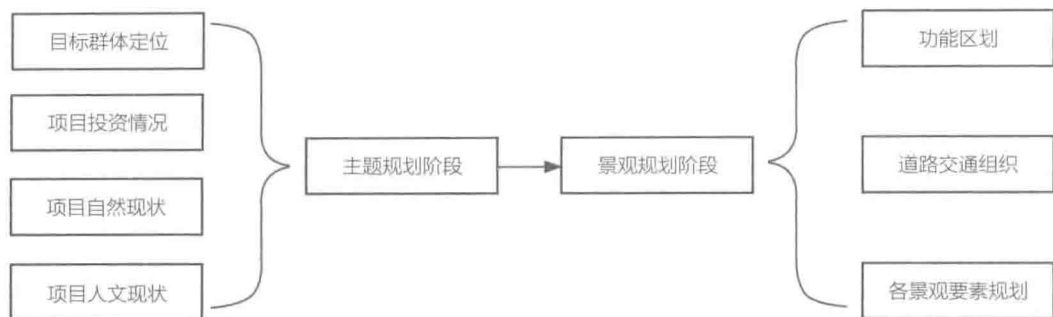 目标群体定位
项目投资情况
项目自然现状
项目人文现状
主题规划阶段
景观规划阶段
功能区划
道路交通组织
各景观要素规划